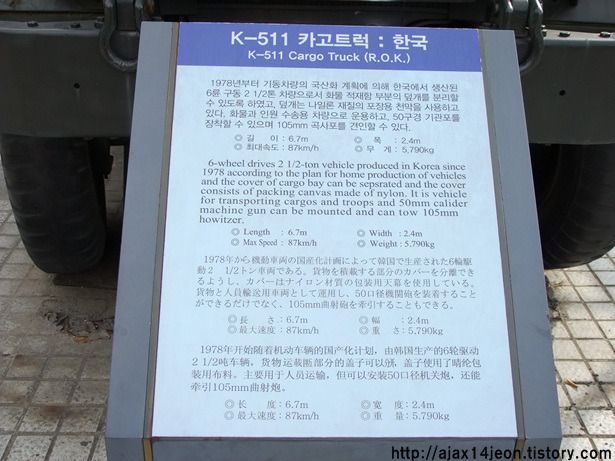 K-511 카고트럭 : 한국
K-511 Cargo Truck (R.O.K.)
1978년부터 기동차량의 국산화 계획에 의해 한국에서 생산된
6륜 구동 2 1/2톤 차량으로서 화물 적재함 부분의 덮개를 분리할
수 있도록 하였고, 덮개는 나일론 재질의 포장용 천막을 사용하고
있다. 화물과 인원 수송용 차량으로 운용하고, 50구경 기관포를
장착할 수 있으며 105mm 곡사포를 견인할 수 있다.
◎ 길 이 : 6.7m ◎ 폭 : 2.4m
◎ 최대속도 : 87km/h ◎ 무 게 : 5,790kg
6-wheel drives 2 1/2-ton vehicle produced in Korea since
1978 according to the plan for home production of vehicles
and the cover of cargo bay can be sepsrated and the cover
consists of packing canvas made of nylon. It is vehicle
for transporting cargos and troops and 50mm calider
machine gun can be mounted and can tow 105mm
howitzer.
◎ Length : 6.7m ◎ Width : 2.4m
◎ Max Speed : 87km/h ◎ Weight : 5.790kg
1978年から機動車両の国産化計画によって韓国で生産された6輪駆
動2 1/2トン車両である。貨物を積載する部分のカバーを分離でき
るようし、カバーはナイロン材質の包装用天幕を使用している。
貨物と人員輸送用車両として運用し、50口径機関砲を装着すること
ができるだけでなく、105mm曲射砲を牽引することもできる。
◎ 長 さ : 6.7m ◎ 幅 : 2.4m
◎ 最大速度 : 87km/h ◎ 重 さ : 5,790kg
1978年开始随着机动车辆的国产化计划，由韩国生产的6轮驱动
2 1/2吨车辆，货物运载断部分的盖子可以颁，盖子使用了晴纶包
装用布料。主要用于人员运输，但可以安装50口径机关炮，还能
牵引105mm曲射炮。
◎ 长 度 : 6.7m ◎ 宽 度 : 2.4m
◎ 最大速度 : 87km/h ◎ 重 量 : 5.790kg
http://ajax14jeon.tistory.com